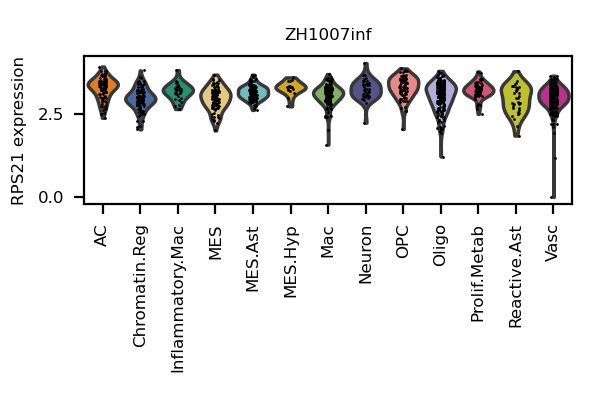 ZH1007inf
RPS21 expression
2.5
0.0
AC
Chromatin.Reg
Inflammatory.Mac
MES
MES.Ast
MES.Hyp
Mac
Neuron
OPC
Oligo
Prolif.Metab
Reactive.Ast
Vasc